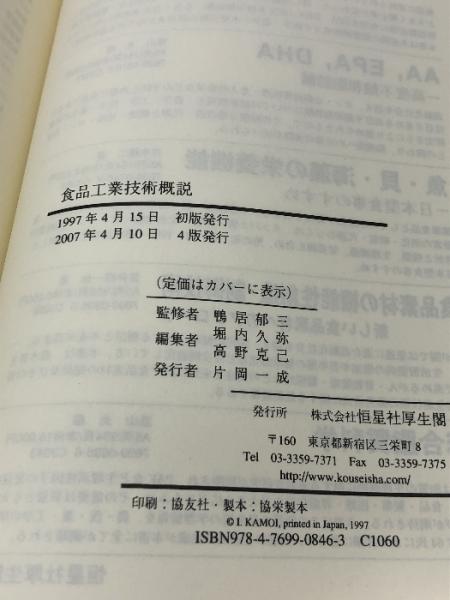 食品工業技術概説
1997年4月15日 初版発行
2007年4月10日 4版発行
(定価はカバーに表示)
監修者 鴨居郁三
編集者 堀内久弥
高野克己
発行者 片岡一成
発行所 株式会社恒星社厚生閣
〒160 東京都新宿区三栄町8
Tel 03-3359-7371 Fax 03-3359-7375
http://www.kouseisha.com/
印刷:協友社・製本:協栄製本
© I. KAMOI, printed in Japan, 1997
ISBN978-4-7699-0846-3 C1060